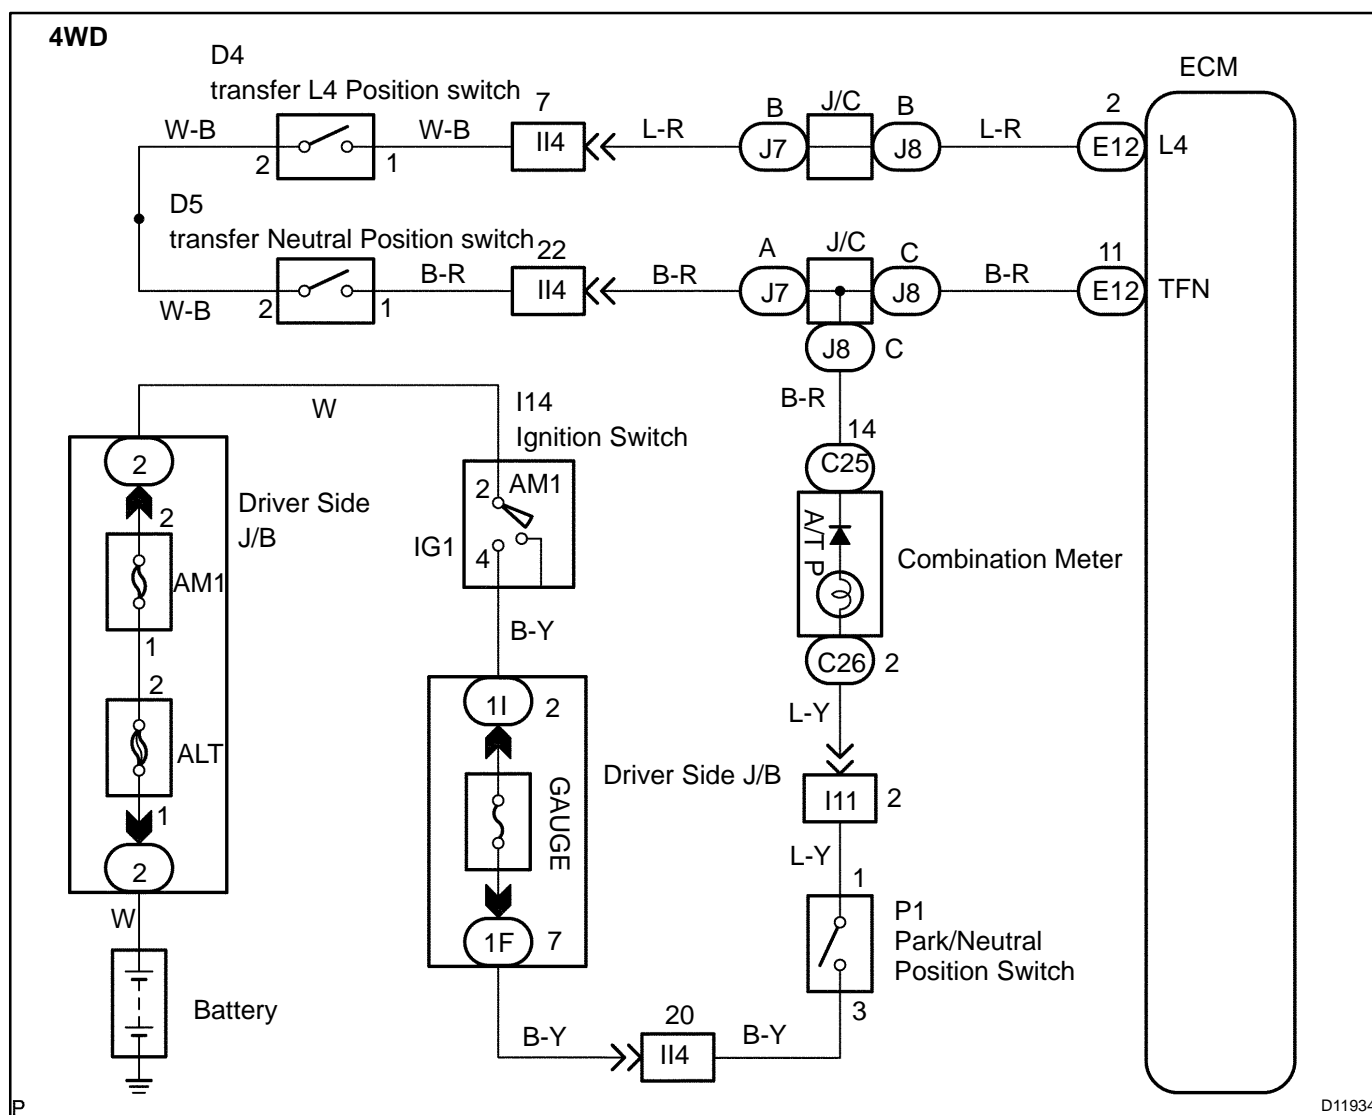 4WD
D4
transfer L4 Position switch
7
B
J/C
B
2
ECM
W-B
W-B
L-R
L-R
II4
J7
J8
E12
L4
2
1
D5
transfer Neutral Position switch
22
A
J/C
C
11
B-R
B-R
B-R
II4
J7
J8
E12
TFN
W-B
2
1
J8
C
B-R
W
I14
Ignition Switch
14
C25
2
2
AM1
Driver Side
J/B
2
IG1
4
A/T P
Combination Meter
AM1
1
B-Y
C26
2
2
1I
2
L-Y
ALT
Driver Side J/B
GAUGE
I11
2
1
L-Y
2
1
W
1F
7
P1
Park/Neutral
Position Switch
Battery
20
3
B-Y
II4
B-Y
P
D11934